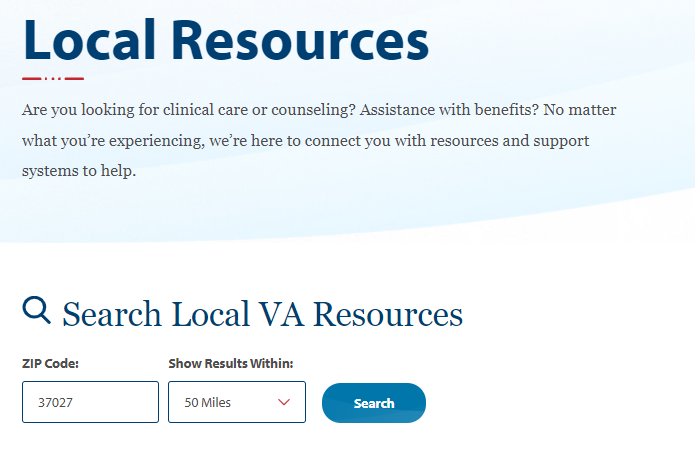 Local Resources
Are you looking for clinical care or counseling? Assistance with benefits? No matter
what you’re experiencing, we’re here to connect you with resources and support
systems to help.
Search Local VA Resources
ZIP Code: Show Results Within:
37027 50 Miles Search